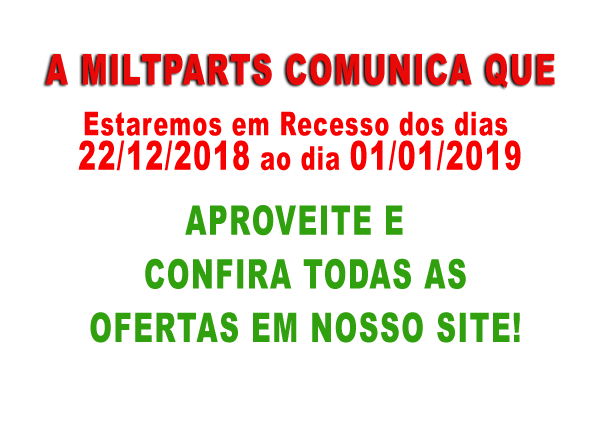 A MILTPARTS COMUNICA QUE
Estaremos em Recesso dos dias
22/12/2018 ao dia 01/01/2019
APROVEITE E
CONFIRA TODAS AS
OFERTAS EM NOSSO SITE!